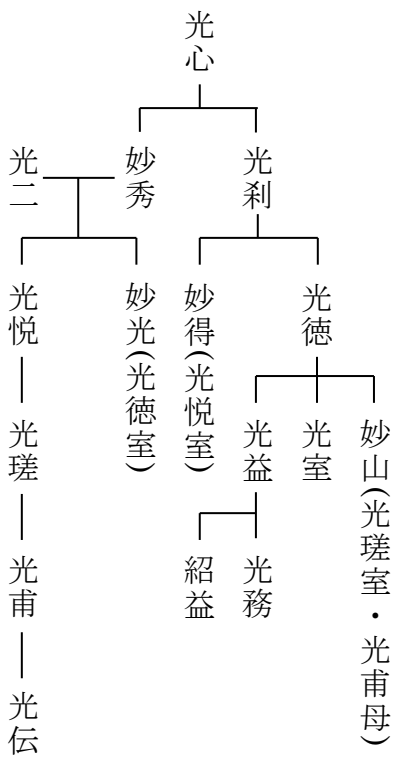 光心
光刹
妙秀
光二
光徳
妙得(光悦室)
妙光(光徳室)
光悦
妙山(光瑳室・光甫母)
光室
光益
光瑳
光務
紹益
光甫
光伝